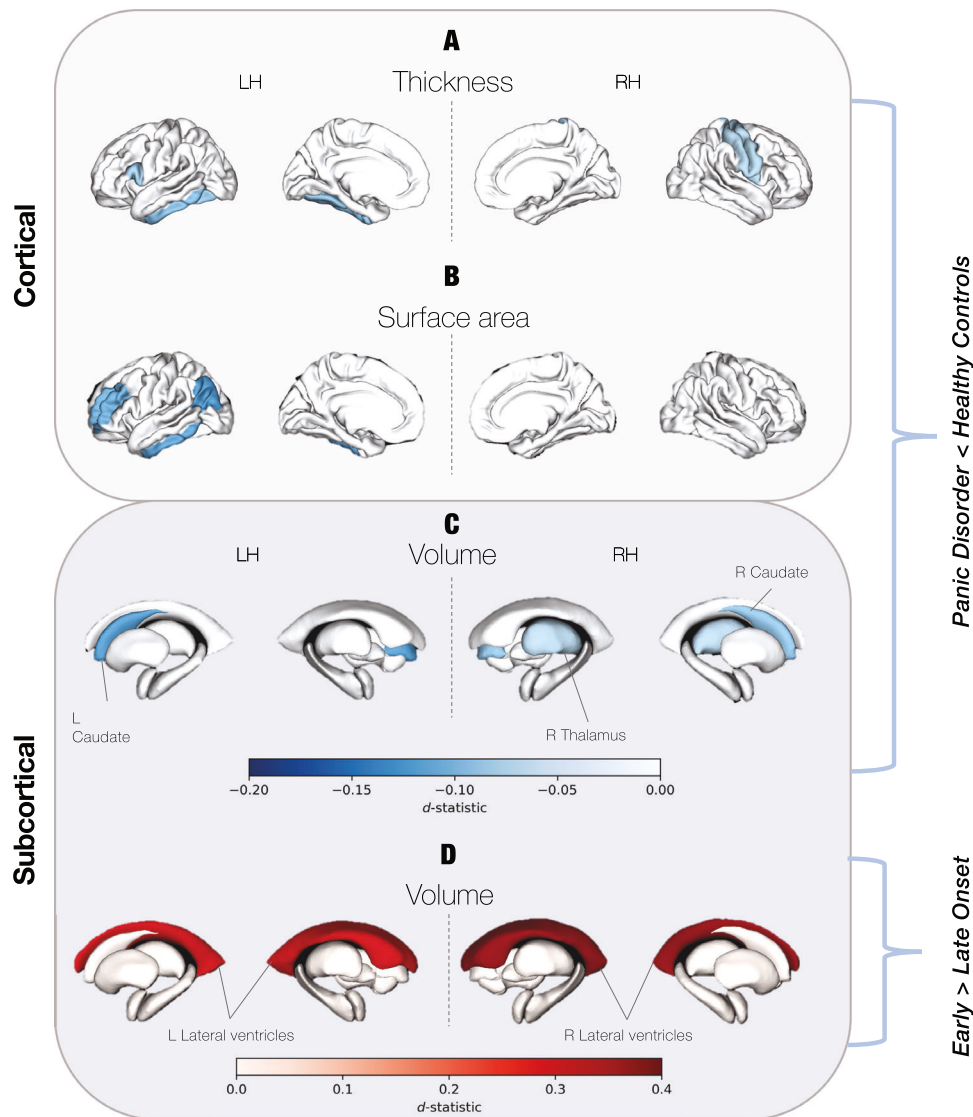 A
LH Thickness RH
Cortical
B
Surface area
Panic Disorder < Healthy Controls
C
LH Volume RH
R Caudate
L
Caudate
R Thalamus
−0.20 −0.15 −0.10 −0.05 0.00
d-statistic
Subcortical
D
Volume
Early > Late Onset
L Lateral ventricles R Lateral ventricles
0.0 0.1 0.2 0.3 0.4
d-statistic